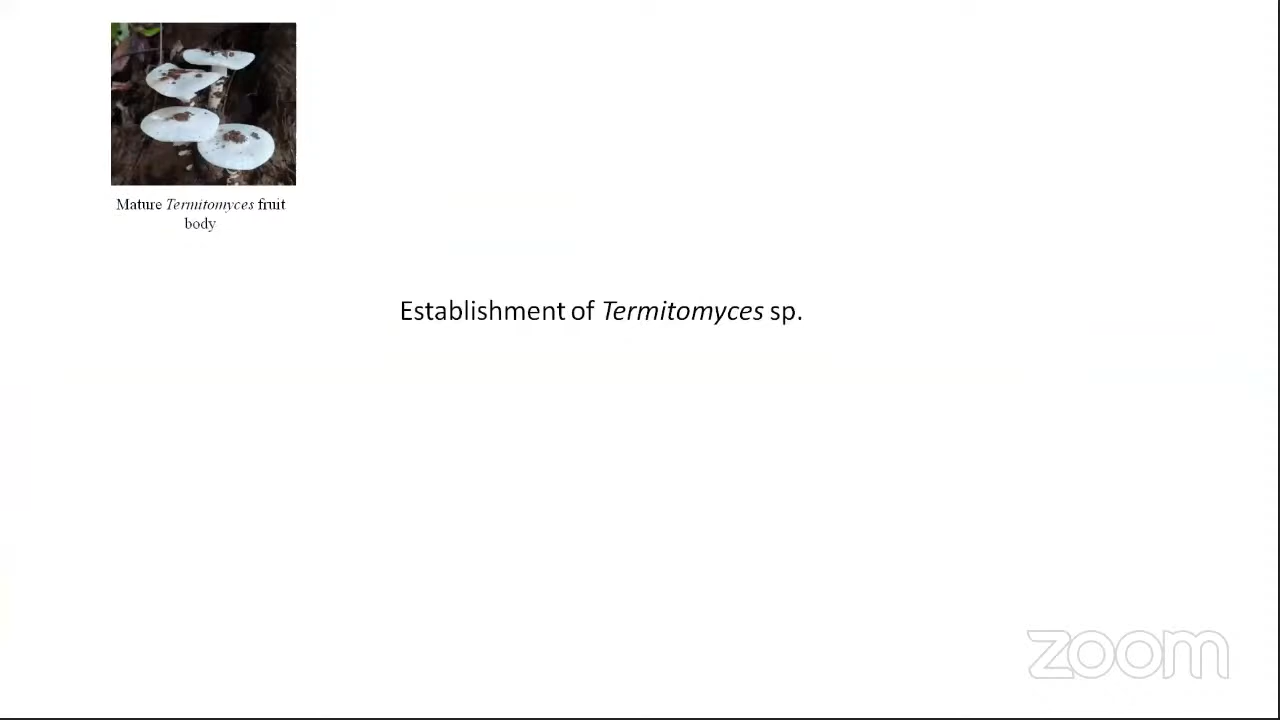 Mature Termitomyces fruit
body
Establishment of Termitomyces sp.
zoom